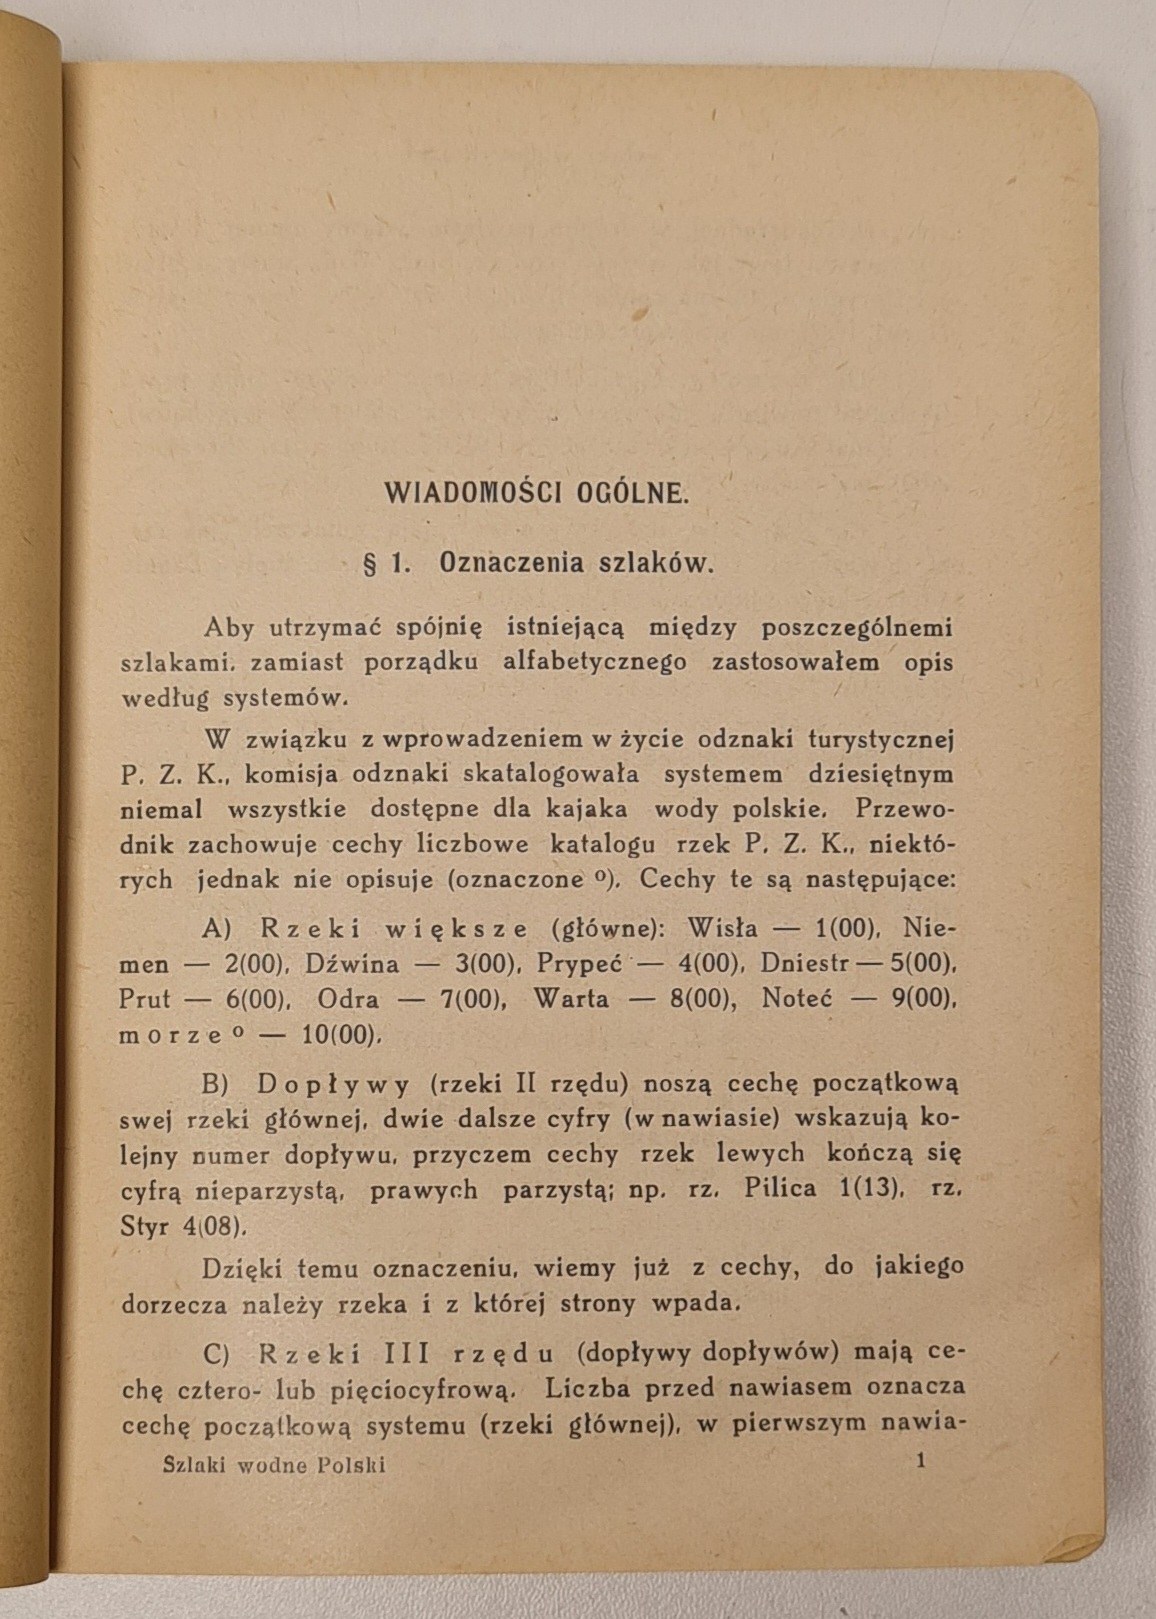 WIADOMOŚCI OGÓLNE.
§ 1. Oznaczenia szlaków.
Aby utrzymać spójnię istniejącą między poszczególnemi
szlakami, zamiast porządku alfabetycznego zastosowałem opis
według systemów.
W związku z wprowadzeniem w życie odznaki turystycznej
P. Z. K., komisja odznaki skatalogowała systemem dziesiętnym
niemal wszystkie dostępne dla kajaka wody polskie. Przewo-
dnik zachowuje cechy liczbowe katalogu rzek P. Z. K., niektó-
rych jednak nie opisuje (oznaczone º). Cechy te są następujące:
A) Rzeki większe (główne): Wisła — 1(00), Nie-
men — 2(00), Dźwina — 3(00), Prypeć — 4(00), Dniestr — 5(00),
Prut — 6(00), Odra — 7(00), Warta — 8(00), Noteć — 9(00),
morze º — 10(00).
B) Dopływy (rzeki II rzędu) noszą cechę początkową
swej rzeki głównej, dwie dalsze cyfry (w nawiasie) wskazują ko-
lejny numer dopływu, przyczem cechy rzek lewych kończą się
cyfrą nieparzystą, prawych parzystą; np. rz. Pilica 1(13), rz.
Styr 4(08).
Dzięki temu oznaczeniu, wiemy już z cechy, do jakiego
dorzecza należy rzeka i z której strony wpada.
C) Rzeki III rzędu (dopływy dopływów) mają ce-
chę cztero- lub pięciocyfrową. Liczba przed nawiasem oznacza
cechę początkową systemu (rzeki głównej), w pierwszym nawia-
Szlaki wodne Polski 1